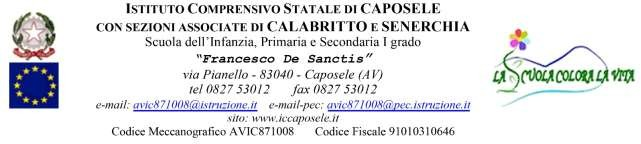 ISTITUTO COMPRENSIVO STATALE DI CAPOSELE
CON SEZIONI ASSOCIATE DI CALABRITTO E SENERCHIA
Scuola dell'Infanzia, Primaria e Secondaria I grado
"Francesco De Sanctis"
via Pianello - 83040 - Caposele (AV)
tel 0827 53012 fax 0827 53012
e-mail: avic871008@istruzione.it e-mail-pec: avic871008@pec.istruzione.it
sito: www.iccaposele.it
Codice Meccanografico AVIC871008 Codice Fiscale 91010310646
LA SCUOLA COLORA LA VITA